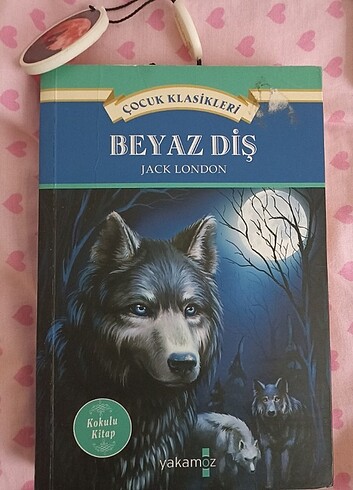 ÇOCUK KLASİKLERİ
BEYAZ DİŞ
JACK LONDON
Kokulu
Kitap
yakamoz